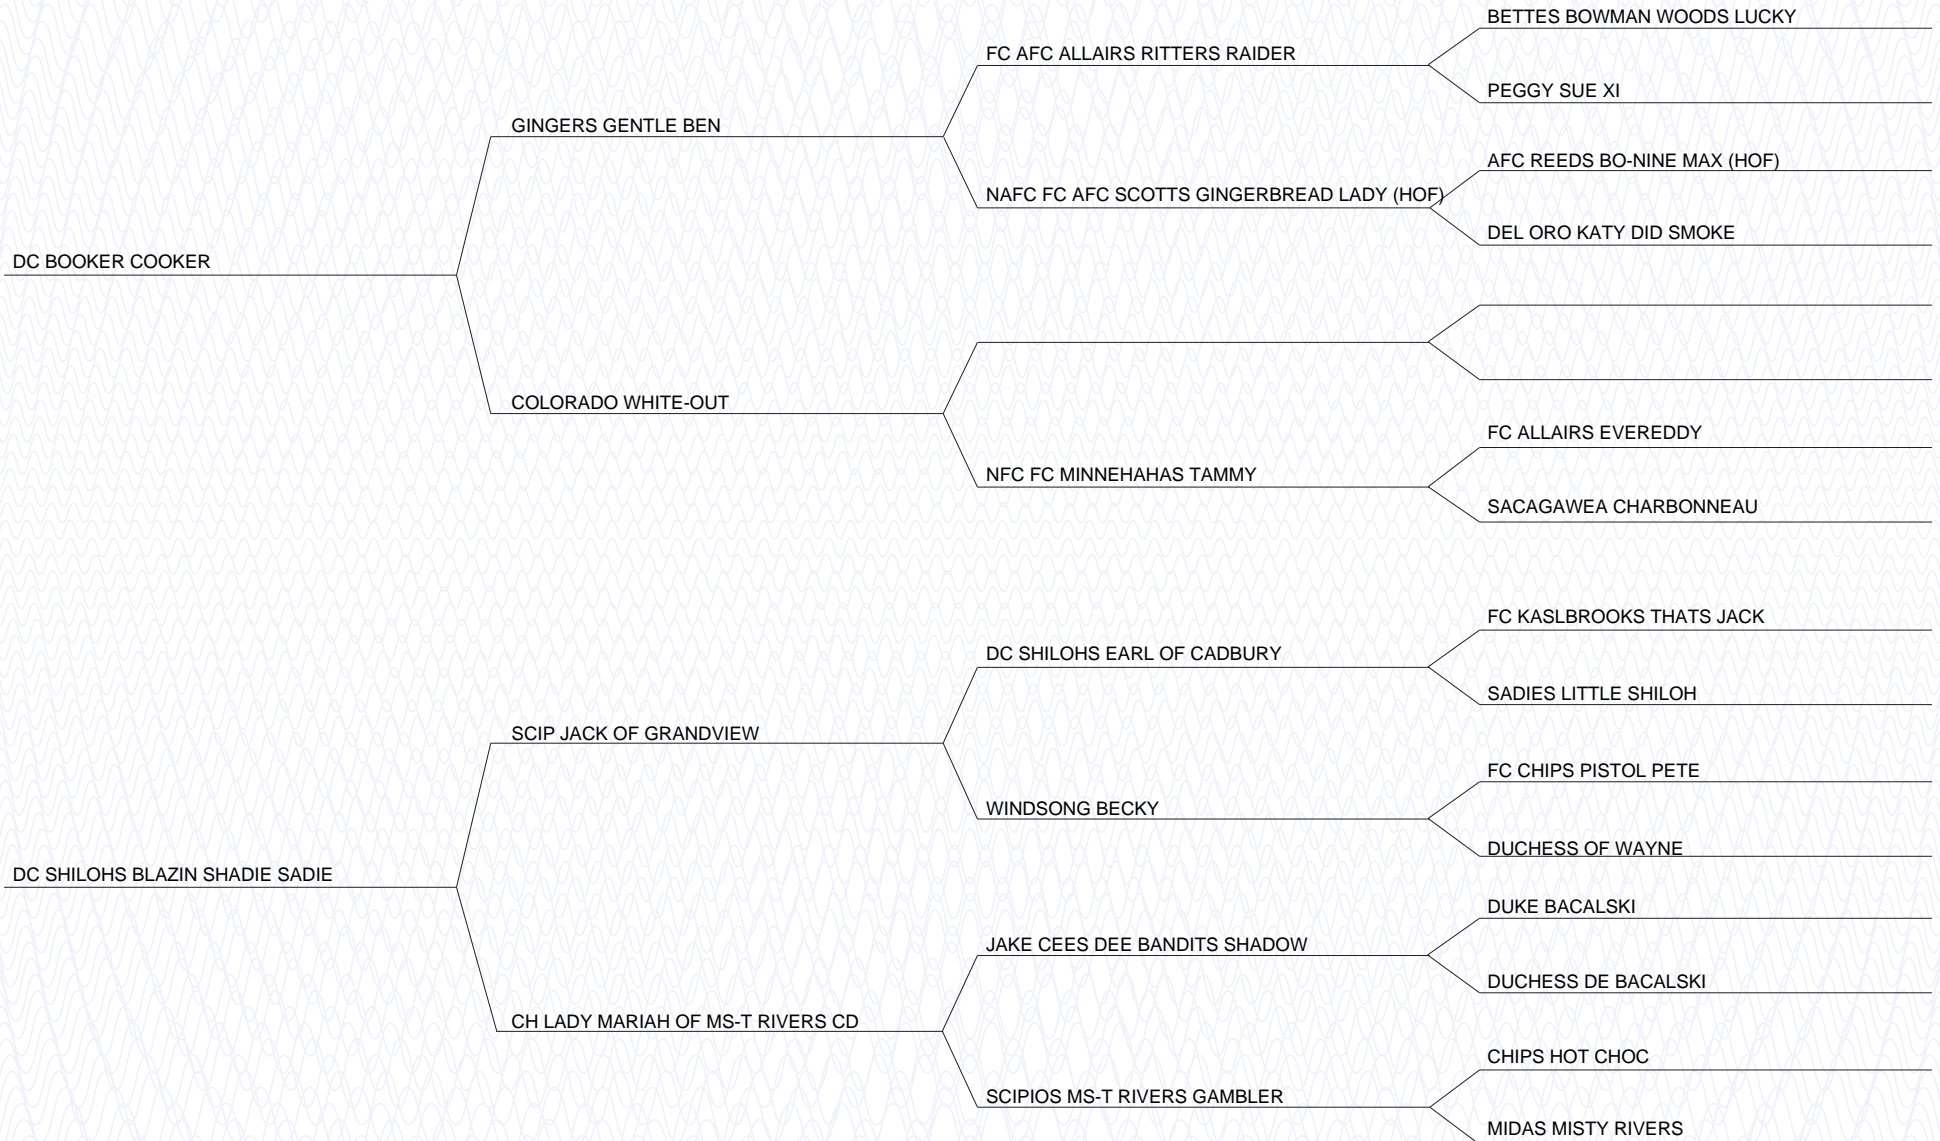 BETTES BOWMAN WOODS LUCKY
FC AFC ALLAIRS RITTERS RAIDER
PEGGY SUE XI
GINGERS GENTLE BEN
AFC REEDS BO-NINE MAX (HOF)
NAFC FC AFC SCOTTS GINGERBREAD LADY (HOF)
DEL ORO KATY DID SMOKE
DC BOOKER COOKER
COLORADO WHITE-OUT
FC ALLAIRS EVEREDDY
NFC FC MINNEHAHAS TAMMY
SACAGAWEA CHARBONNEAU
FC KASLBROOKS THATS JACK
DC SHILOHS EARL OF CADBURY
SADIES LITTLE SHILOH
SCIP JACK OF GRANDVIEW
FC CHIPS PISTOL PETE
WINDSONG BECKY
DUCHESS OF WAYNE
DC SHILOHS BLAZIN SHADIE SADIE
DUKE BACALSKI
JAKE CEES DEE BANDITS SHADOW
DUCHESS DE BACALSKI
CH LADY MARIAH OF MS-T RIVERS CD
CHIPS HOT CHOC
SCIPIOS MS-T RIVERS GAMBLER
MIDAS MISTY RIVERS